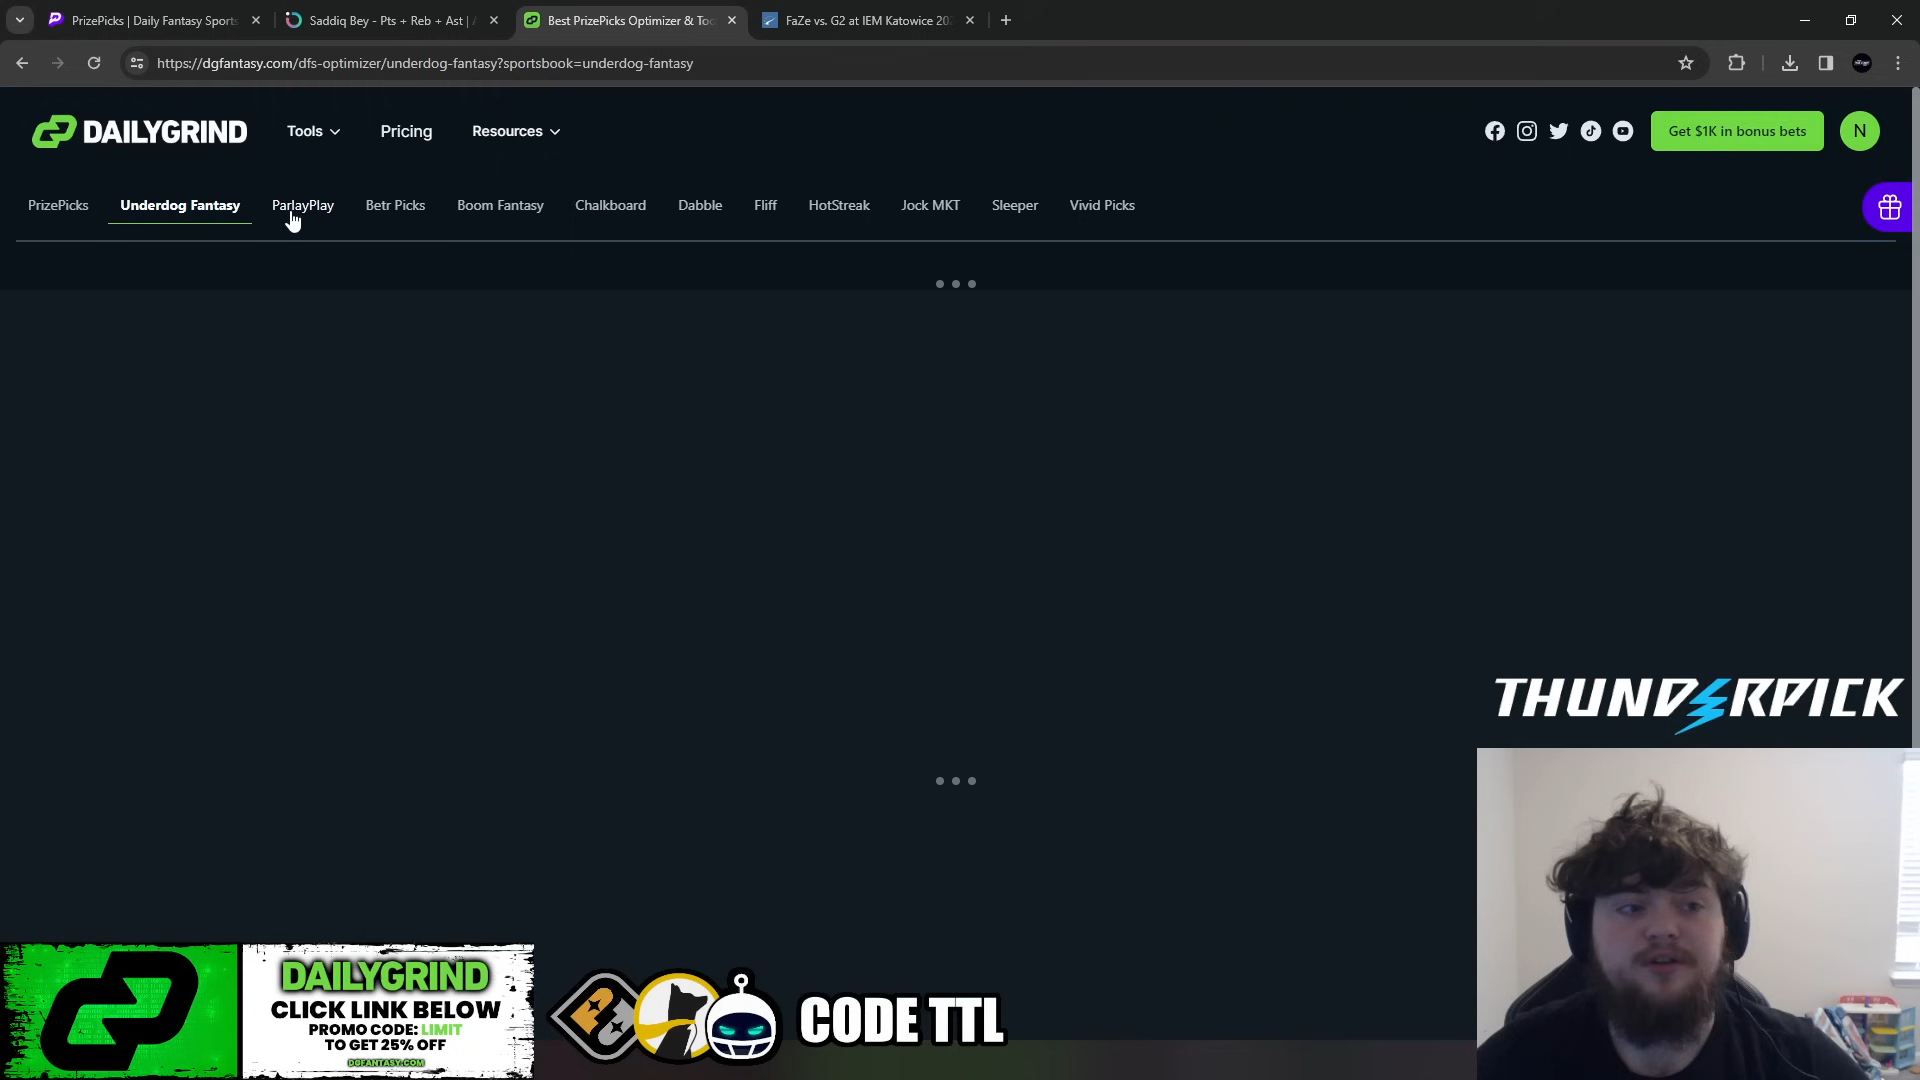 PrizePicks | Daily Fantasy Sports
Saddiq Bey - Pts + Reb + Ast |
Best PrizePicks Optimizer & Too
FaZe vs. G2 at IEM Katowice 20
https://dgfantasy.com/dfs-optimizer/underdog-fantasy?sportsbook=underdog-fantasy
DAILYGRIND
Tools
Pricing
Resources
Get $1K in bonus bets
N
PrizePicks
Underdog Fantasy
ParlayPlay
Betr Picks
Boom Fantasy
Chalkboard
Dabble
Fliff
HotStreak
Jock MKT
Sleeper
Vivid Picks
THUNDERPICK
DAILYGRIND
CLICK LINK BELOW
PROMO CODE: LIMIT
TO GET 25% OFF
DGFANTASY.COM
CODE TTL